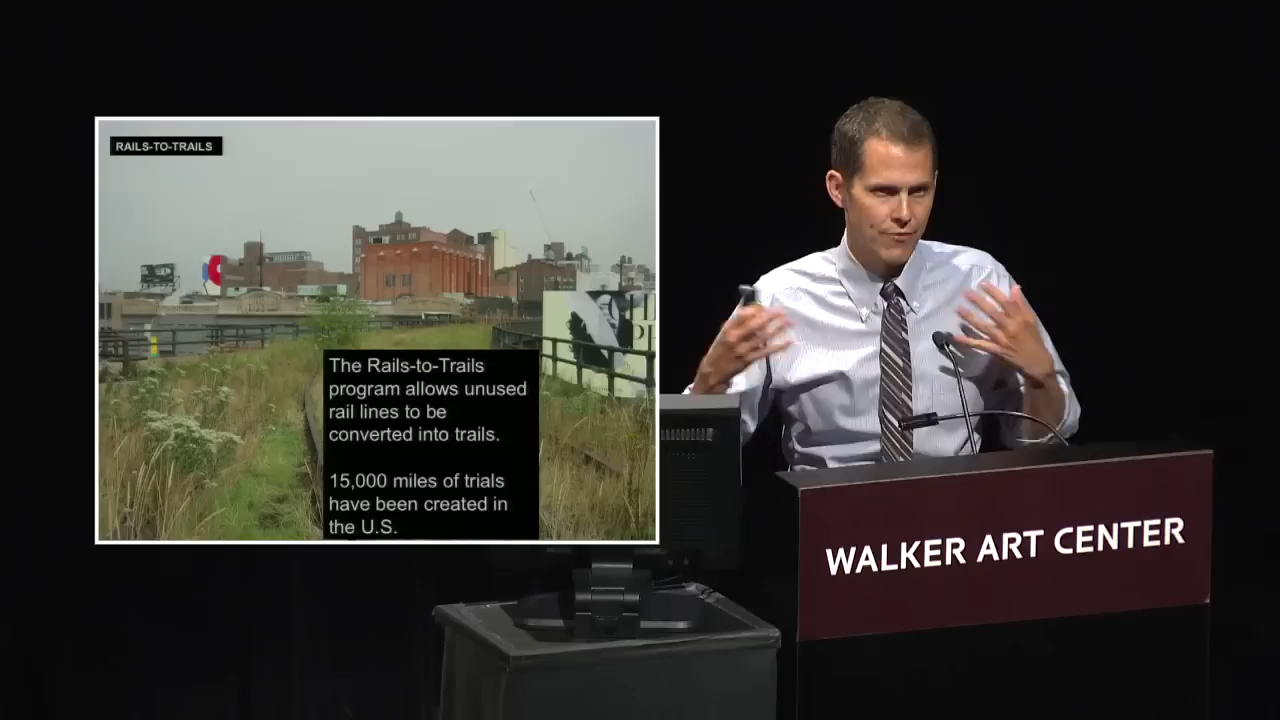 RAILS-TO-TRAILS
The Rails-to-Trails
program allows unused
rail lines to be
converted into trails.
15,000 miles of trials
have been created in
the U.S.
WALKER ART CENTER